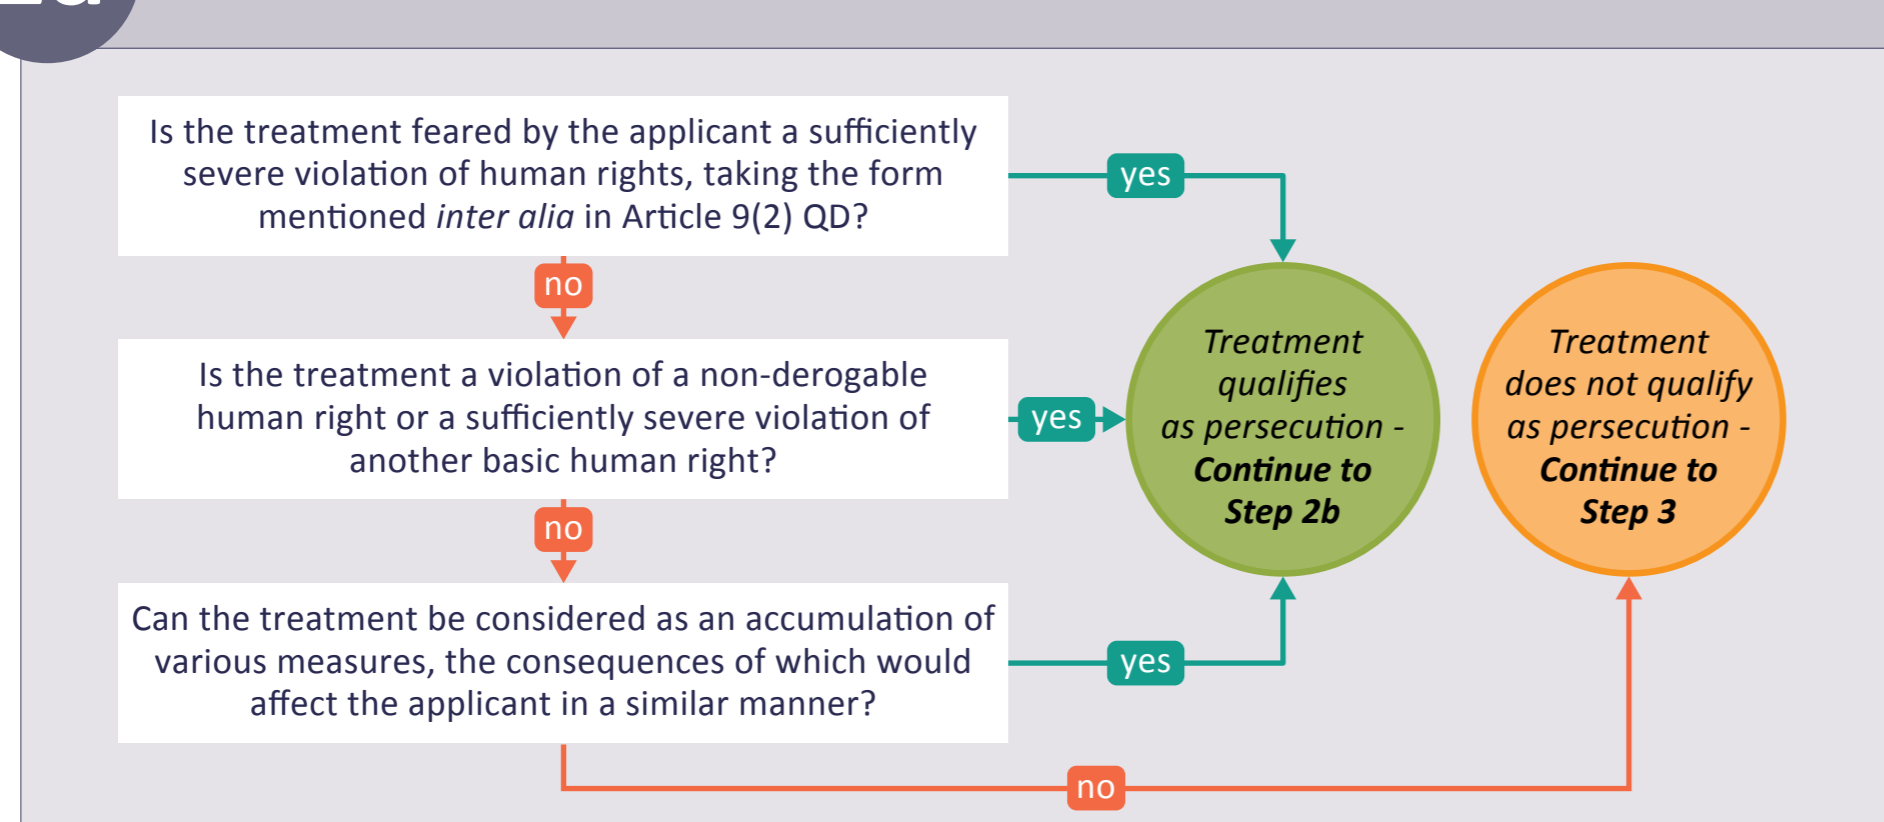 Is the treatment feared by the applicant a sufficiently
severe violation of human rights, taking the form
mentioned inter alia in Article 9(2) QD?
yes
no
Is the treatment a violation of a non-derogable
human right or a sufficiently severe violation of
another basic human right?
yes
no
Can the treatment be considered as an accumulation of
various measures, the consequences of which would
affect the applicant in a similar manner?
yes
no
Treatment
qualifies
as persecution -
Continue to
Step 2b
Treatment
does not qualify
as persecution -
Continue to
Step 3